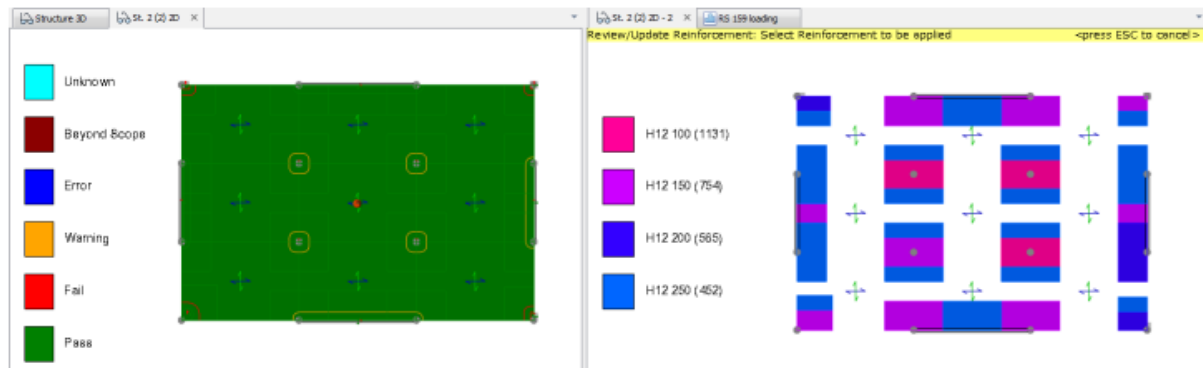 Structure 3D
St. 2 (2) 2D ×
St. 2 (2) 2D - 2 ×
RS 159 loading
Review/Update Reinforcement: Select Reinforcement to be applied
<press ESC to cancel>
Unknown
Beyond Scope
Error
Warning
Fail
Pass
H12 100 (1131)
H12 150 (754)
H12 200 (565)
H12 250 (452)